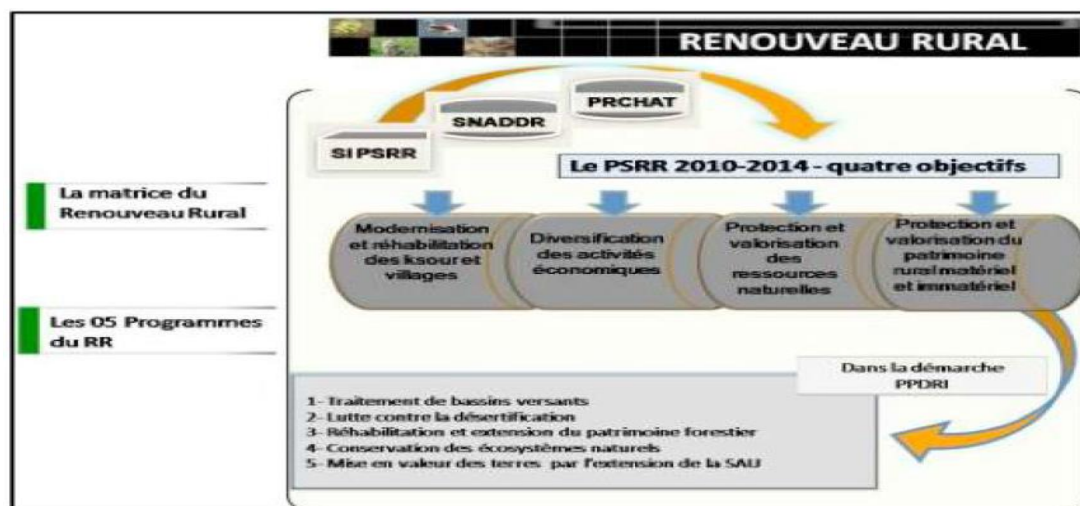 RENOUVEAU RURAL
PRCHAT
SNADDR
SI PSRR
Le PSRR 2010-2014 - quatre objectifs
La matrice du
Renouveau Rural
Modernisation
et réhabilitation
des ksour et
villages
Diversification
des activités
économiques
Protection et
valorisation
des
ressources
naturelles
Protection et
valorisation du
patrimoine
rural matériel
et immatériel
Les 05 Programmes
du RR
Dans la démarche
PPDRI
1- Traitement de bassins versants
2- Lutte contre la désertification
3- Réhabilitation et extension du patrimoine forestier
4- Conservation des écosystèmes naturels
5- Mise en valeur des terres par l'extension de la SAU